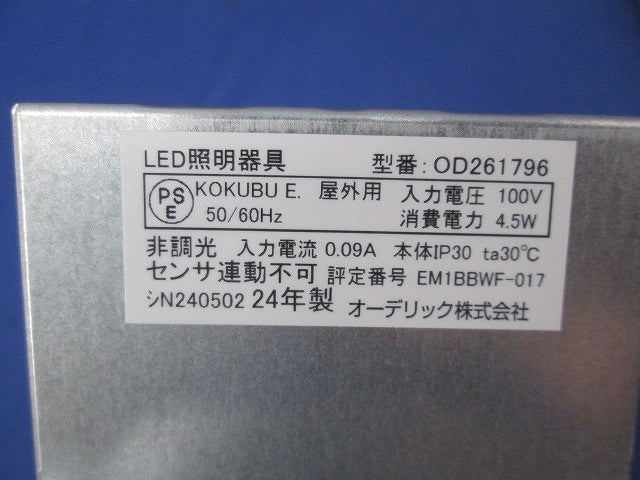 LED照明器具 型番: OD261796
PS E KOKUBU E. 屋外用 入力電圧 100V
50/60Hz 消費電力 4.5W
非調光 入力電流 0.09A 本体IP30 ta30℃
センサ連動不可 評定番号 EM1BBWF-017
シN240502 24年製 オーデリック株式会社